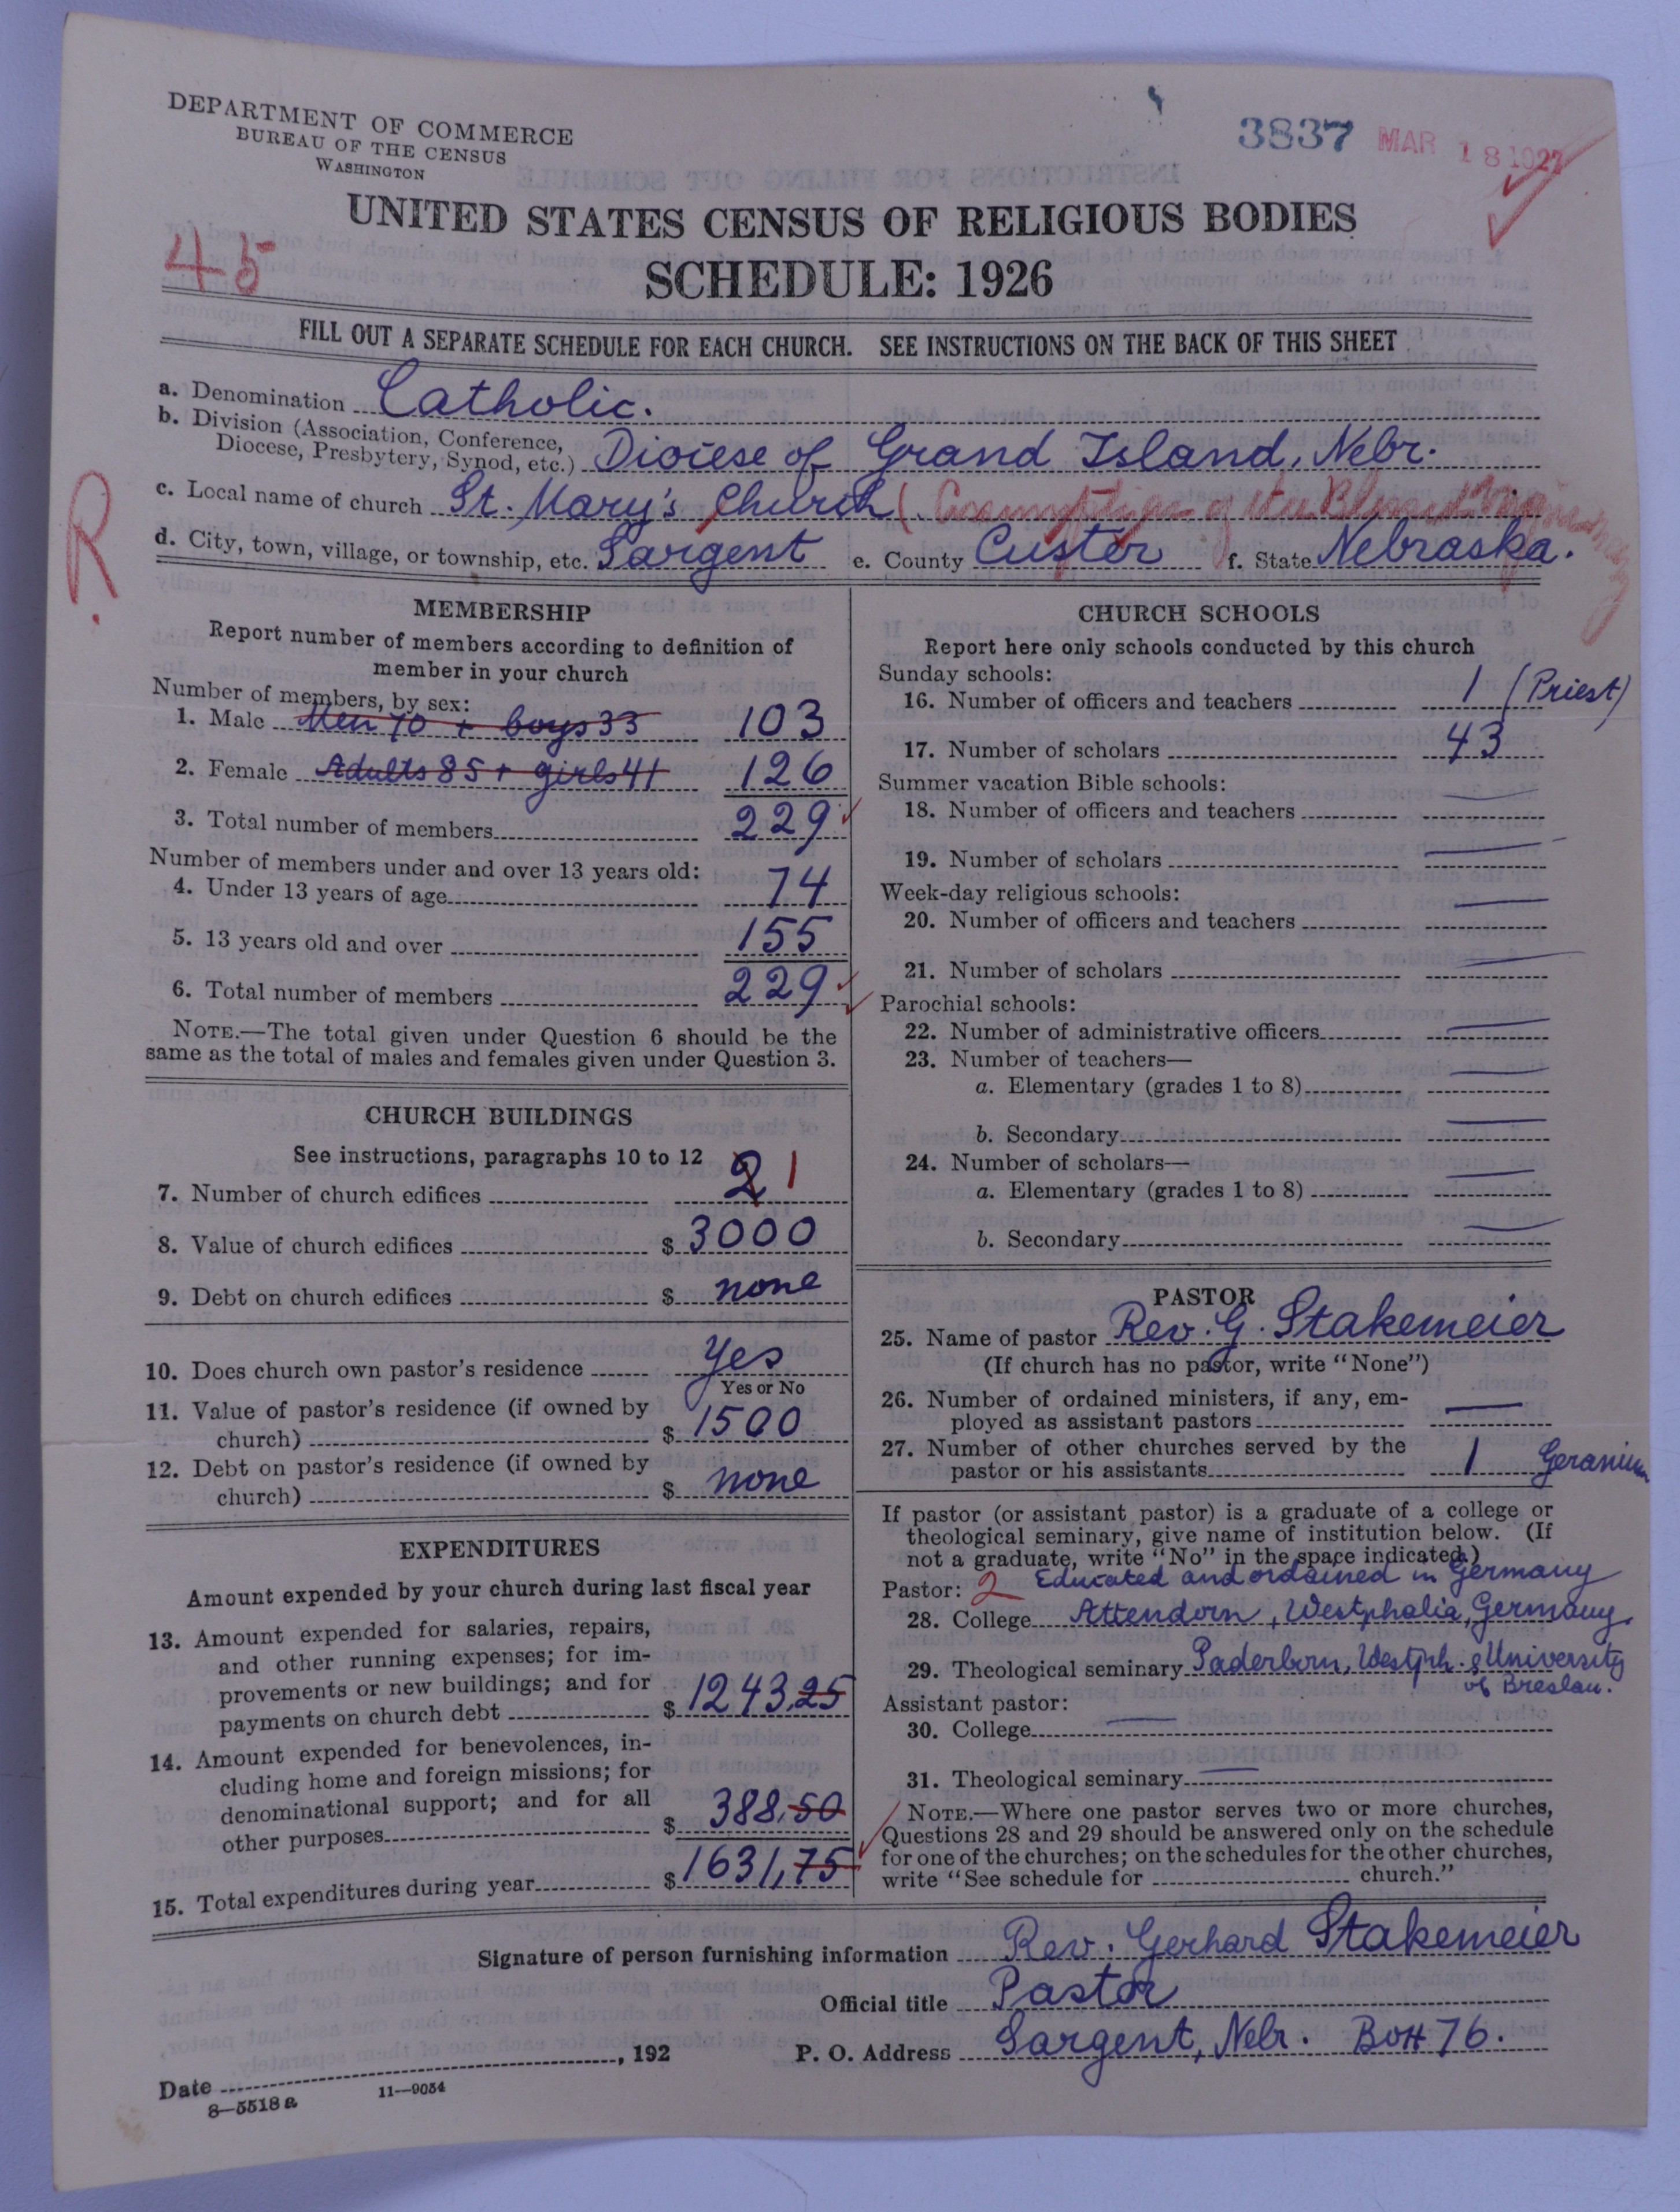 DEPARTMENT OF COMMERCE
BUREAU OF THE CENSUS
WASHINGTON
3837 MAR 18 1927
UNITED STATES CENSUS OF RELIGIOUS BODIES
45
SCHEDULE: 1926
FILL OUT A SEPARATE SCHEDULE FOR EACH CHURCH. SEE INSTRUCTIONS ON THE BACK OF THIS SHEET
a. Denomination Catholic.
b. Division (Association, Conference,
Diocese, Presbytery, Synod, etc.) Diocese of Grand Island, Nebr.
R
c. Local name of church St. Mary's Church (Assumption of the Blessed Virgin Mary
d. City, town, village, or township, etc. Sargent e. County Custer f. State Nebraska.
MEMBERSHIP
Report number of members according to definition of
member in your church
Number of members, by sex:
1. Male Men 70 + boys 33 103
2. Female Adults 85 + girls 41 126
3. Total number of members 229
Number of members under and over 13 years old:
4. Under 13 years of age 74
5. 13 years old and over 155
6. Total number of members 229
NOTE.—The total given under Question 6 should be the
same as the total of males and females given under Question 3.
CHURCH BUILDINGS
See instructions, paragraphs 10 to 12
7. Number of church edifices 2 1
8. Value of church edifices $ 3000
9. Debt on church edifices $ none
10. Does church own pastor's residence Yes
Yes or No
11. Value of pastor's residence (if owned by
church) $ 1500
12. Debt on pastor's residence (if owned by
church) $ none
EXPENDITURES
Amount expended by your church during last fiscal year
13. Amount expended for salaries, repairs,
and other running expenses; for im-
provements or new buildings; and for
payments on church debt $ 1243,25
14. Amount expended for benevolences, in-
cluding home and foreign missions; for
denominational support; and for all
other purposes $ 388,50
15. Total expenditures during year $ 1631,75
CHURCH SCHOOLS
Report here only schools conducted by this church
Sunday schools:
16. Number of officers and teachers 1 (Priest)
17. Number of scholars 43
Summer vacation Bible schools:
18. Number of officers and teachers
19. Number of scholars
Week-day religious schools:
20. Number of officers and teachers
21. Number of scholars
Parochial schools:
22. Number of administrative officers
23. Number of teachers—
a. Elementary (grades 1 to 8)
b. Secondary
24. Number of scholars—
a. Elementary (grades 1 to 8)
b. Secondary
PASTOR
25. Name of pastor Rev. G. Stakemeier
(If church has no pastor, write "None")
26. Number of ordained ministers, if any, em-
ployed as assistant pastors
27. Number of other churches served by the
pastor or his assistants 1 Geranium
If pastor (or assistant pastor) is a graduate of a college or
theological seminary, give name of institution below. (If
not a graduate, write "No" in the space indicated.)
Pastor: 2 Educated and ordained in Germany
28. College Attendorn, Westphalia, Germany
29. Theological seminary Paderborn, Westph. & University
of Breslau.
Assistant pastor:
30. College
31. Theological seminary
NOTE.—Where one pastor serves two or more churches,
Questions 28 and 29 should be answered only on the schedule
for one of the churches; on the schedules for the other churches,
write "See schedule for church."
Signature of person furnishing information Rev. Gerhard Stakemeier
Official title Pastor
P. O. Address Sargent, Nebr. Box 76.
Date , 192
8—5518 a 11—9054